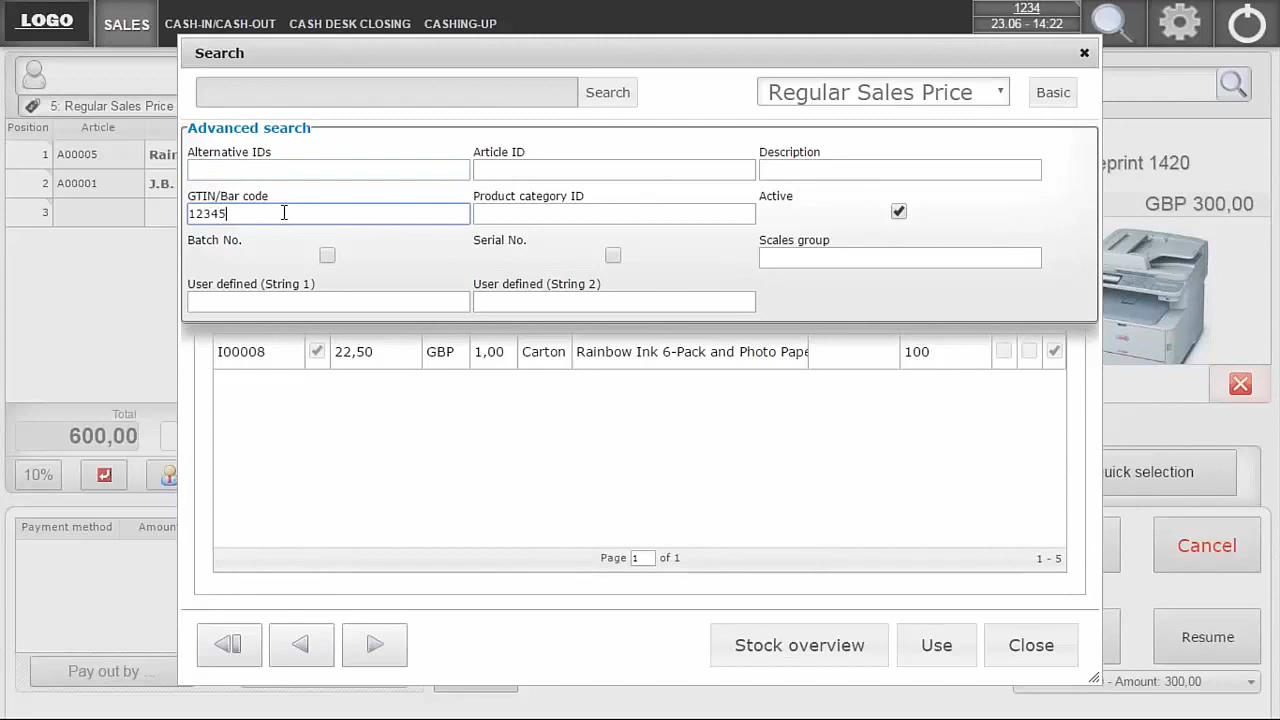 LOGO
SALES
CASH-IN/CASH-OUT
CASH DESK CLOSING
CASHING-UP
1234
23.06 - 14:22
Search
5: Regular Sales Price
Search
Regular Sales Price
Basic
Position
Article
1
A00005
Rain
2
A00001
J.B.
3
Advanced search
Alternative IDs
Article ID
Description
GTIN/Bar code
Product category ID
Active
12345
Batch No.
Serial No.
Scales group
User defined (String 1)
User defined (String 2)
eprint 1420
GBP 300,00
I00008
22,50
GBP
1,00
Carton
Rainbow Ink 6-Pack and Photo Pape
100
Total
600,00
10%
uick selection
Payment method
Amoun
Page 1 of 1
1 - 5
Cancel
Stock overview
Use
Close
Resume
Pay out by ...
- Amount: 300,00